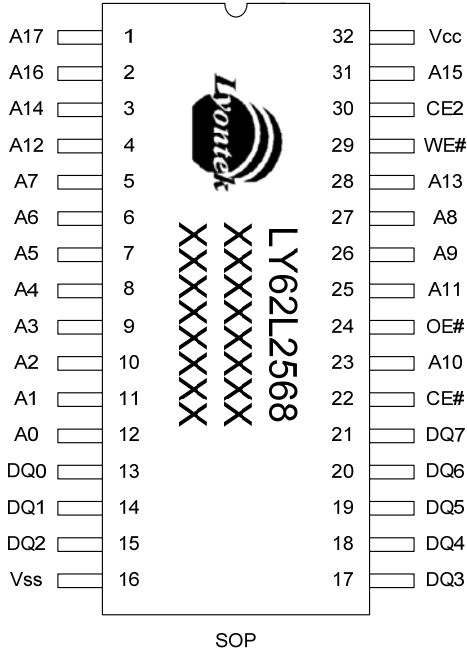 A17 1 32 Vcc
A16 2 31 A15
A14 3 30 CE2
A12 4 29 WE#
A7 5 28 A13
A6 6 27 A8
A5 7 26 A9
A4 8 25 A11
A3 9 24 OE#
A2 10 23 A10
A1 11 22 CE#
A0 12 21 DQ7
DQ0 13 20 DQ6
DQ1 14 19 DQ5
DQ2 15 18 DQ4
Vss 16 17 DQ3
Lyontek
LY62L2568
XXXXXXXX
XXXXXXXX
SOP